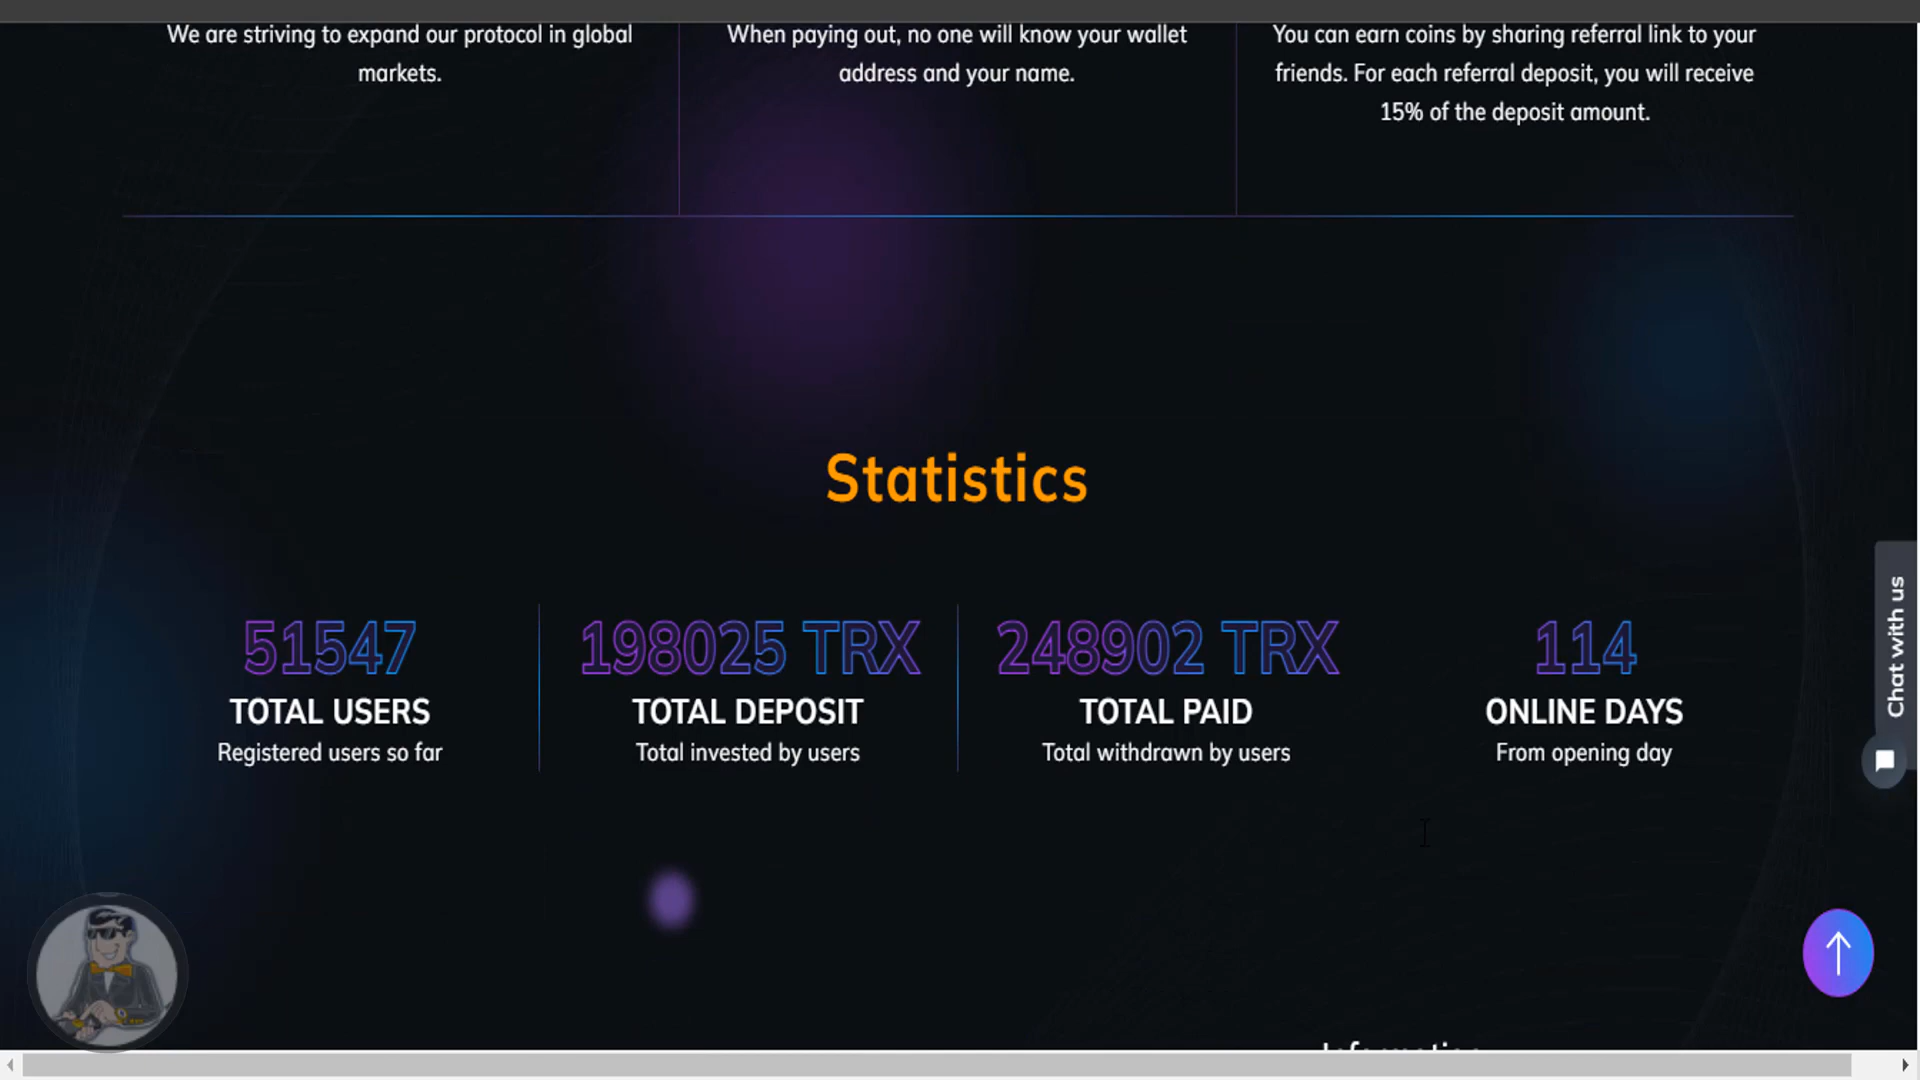 We are striving to expand our protocol in global
markets.
When paying out, no one will know your wallet
address and your name.
You can earn coins by sharing referral link to your
friends. For each referral deposit, you will receive
15% of the deposit amount.
Statistics
51547
TOTAL USERS
Registered users so far
198025 TRX
TOTAL DEPOSIT
Total invested by users
248902 TRX
TOTAL PAID
Total withdrawn by users
114
ONLINE DAYS
From opening day
Chat with us
Information